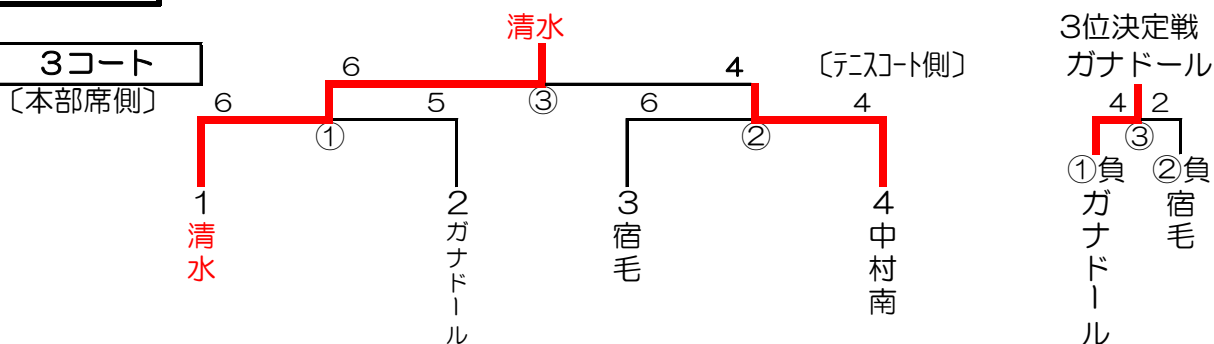 清水
3位決定戦
3コート
6
4
〔テニスコート側〕
ガナドール
〔本部席側〕
6
5
③
6
4
4
2
①
②
③
①負
②負
1
清水
2
ガナドール
3
宿毛
4
中村南
ガナドール
宿毛